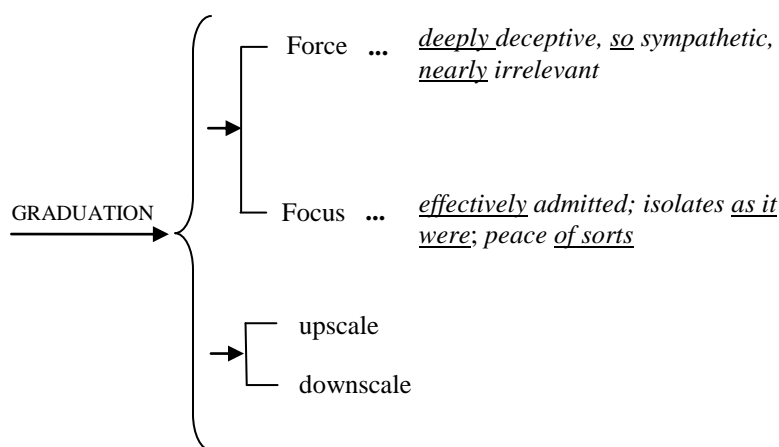 Force ... deeply deceptive, so sympathetic,
nearly irrelevant
GRADUATION
Focus ... effectively admitted; isolates as it
were; peace of sorts
upscale
downscale